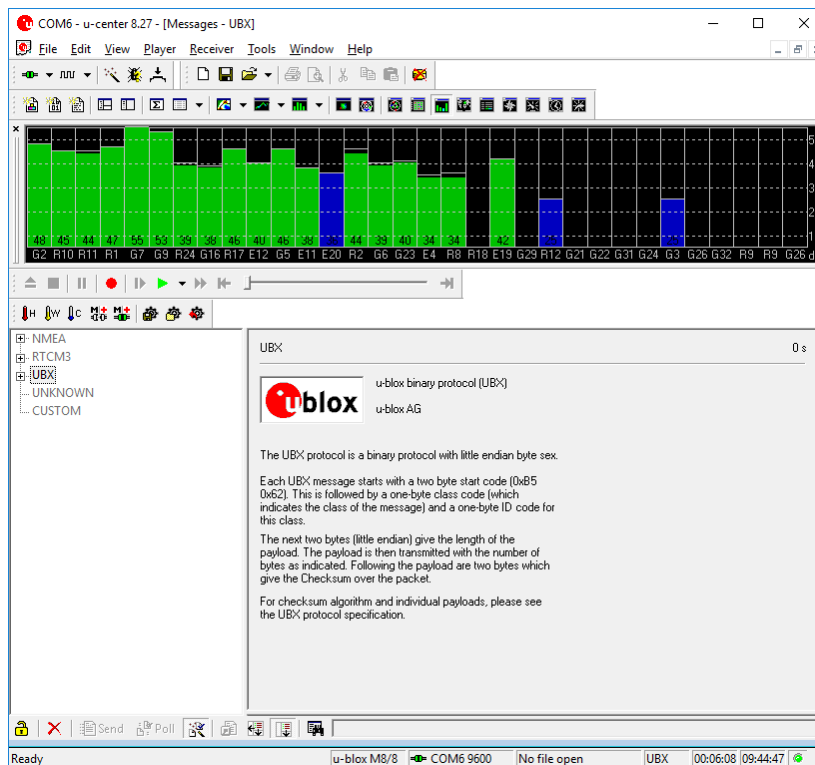 COM6 - u-center 8.27 - [Messages - UBX]
File Edit View Player Receiver Tools Window Help
5
4
3
2
1
48 45 44 47 55 53 39 38 46 40 46 38 44 39 40 34 34 42 25
G2 R10 R11 R1 G7 G9 R24 G16 R17 E12 G5 E11 E20 R2 G6 G23 E4 R8 R18 E19 G29 R12 G21 G22 G31 G24 G3 G26 G32 R9 R9 G26 d
H W C
NMEA
RTCM3
UBX
UNKNOWN
CUSTOM
UBX 0 s
ublox
u-blox binary protocol (UBX)
u-blox AG
The UBX protocol is a binary protocol with little endian byte sex.
Each UBX message starts with a two byte start code (0xB5
0x62). This is followed by a one-byte class code (which
indicates the class of the message) and a one-byte ID code for
this class.
The next two bytes (little endian) give the length of the
payload. The payload is then transmitted with the number of
bytes as indicated. Following the payload are two bytes which
give the Checksum over the packet.
For checksum algorithm and individual payloads, please see
the UBX protocol specification.
Send Poll
Ready u-blox M8/8 COM6 9600 No file open UBX 00:06:08 09:44:47